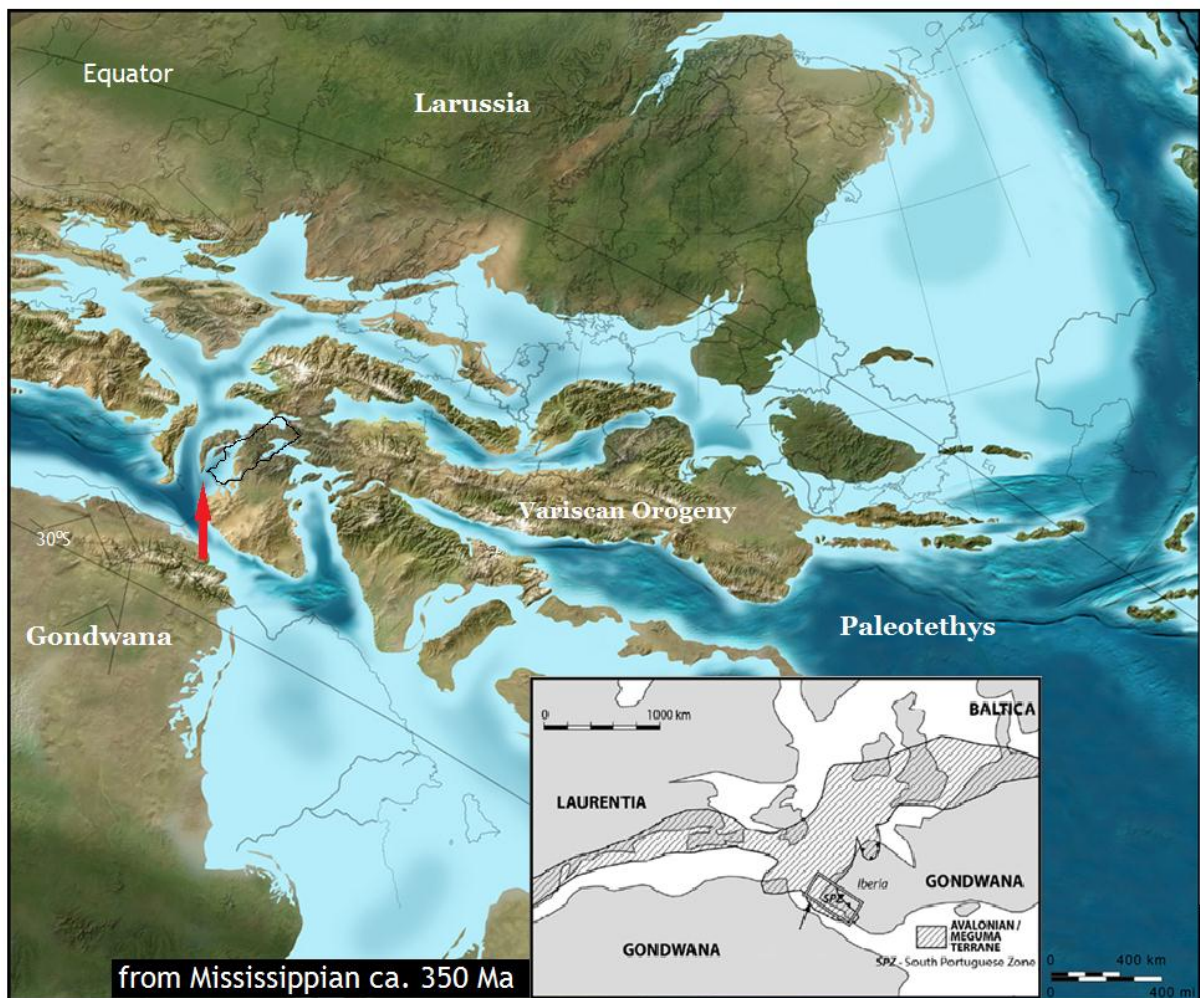 Equator
Larussia
Variscan Orogeny
30ºS
Gondwana
Paleotethys
from Mississippian ca. 350 Ma
0 1000 km
BALTICA
LAURENTIA
Iberia
SPZ
GONDWANA
GONDWANA
AVALONIAN /
MEGUMA
TERRANE
SPZ - South Portuguese Zone
0 400 km
0 400 mi